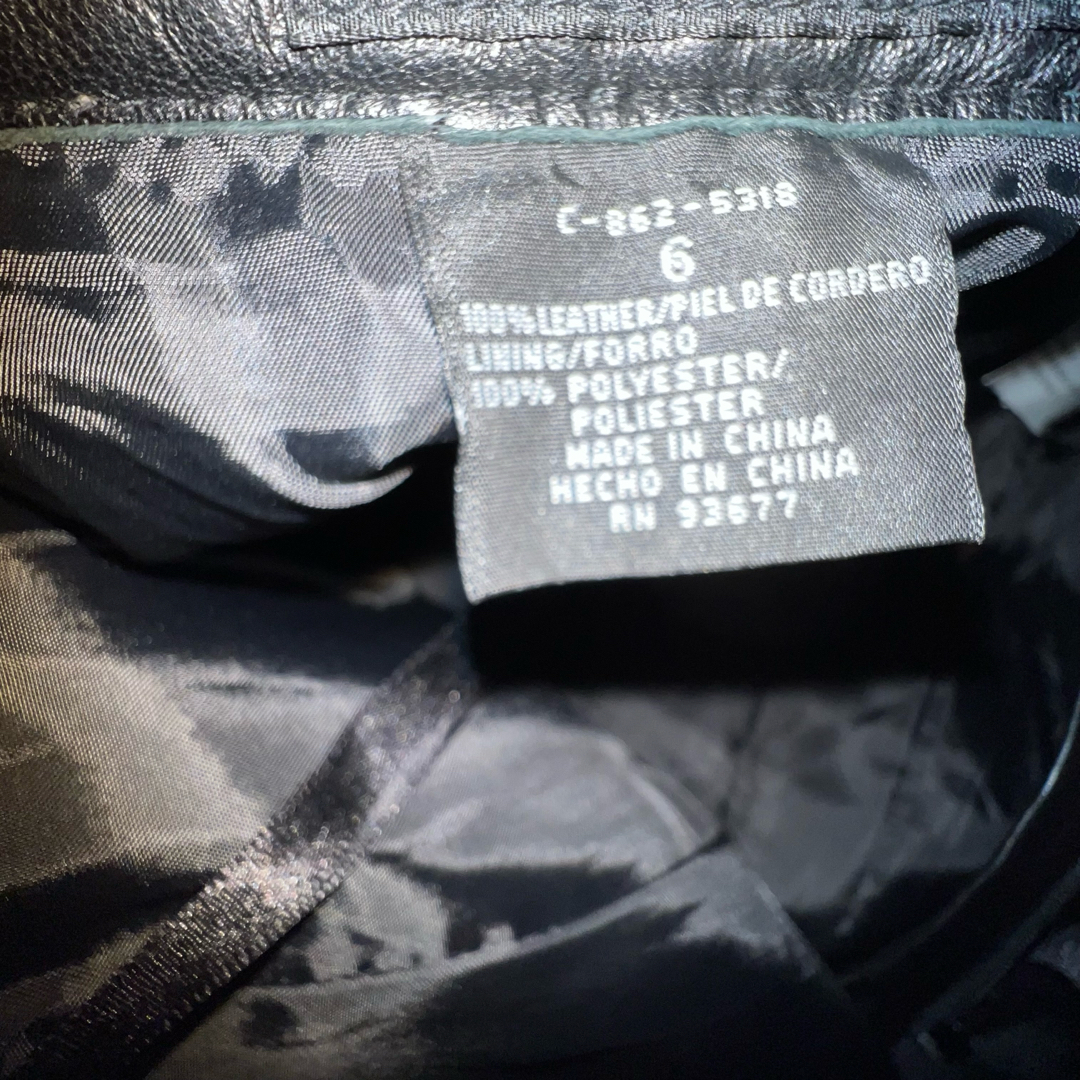 C-862-5318
6
100% LEATHER/PIEL DE CORDERO
LINING/FORRO
100% POLYESTER/
POLIESTER
MADE IN CHINA
HECHO EN CHINA
RN 93677